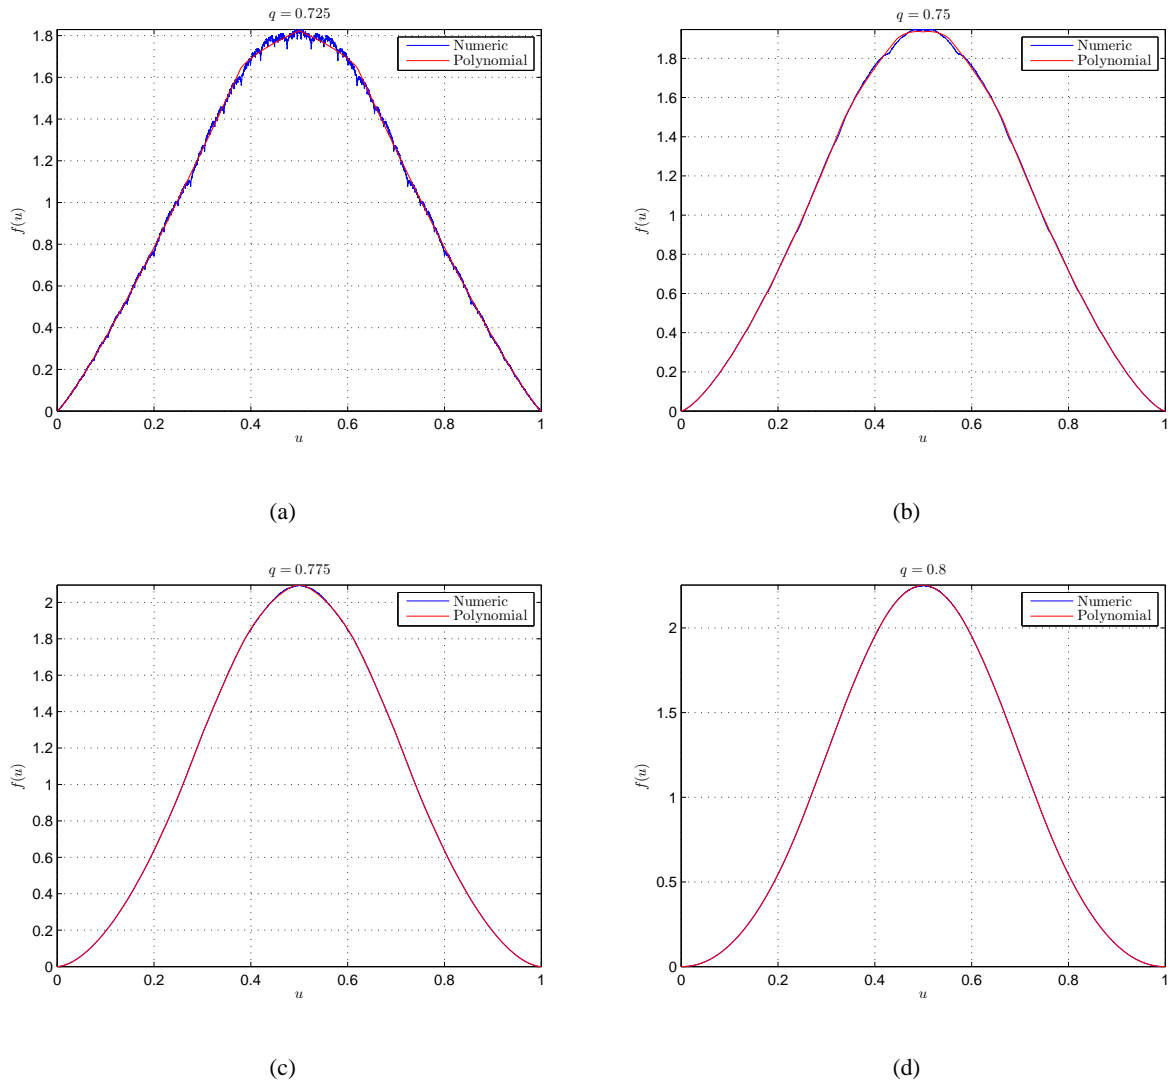 q = 0.725
1.8
1.6
1.4
1.2
1
0.8
0.6
0.4
0.2
0
f(u)
Numeric
Polynomial
0 0.2 0.4 0.6 0.8 1
u
(a)
q = 0.75
1.8
1.6
1.4
1.2
1
0.8
0.6
0.4
0.2
0
f(u)
Numeric
Polynomial
0 0.2 0.4 0.6 0.8 1
u
(b)
q = 0.775
2
1.8
1.6
1.4
1.2
1
0.8
0.6
0.4
0.2
0
f(u)
Numeric
Polynomial
0 0.2 0.4 0.6 0.8 1
u
(c)
q = 0.8
2
1.5
1
0.5
0
f(u)
Numeric
Polynomial
0 0.2 0.4 0.6 0.8 1
u
(d)